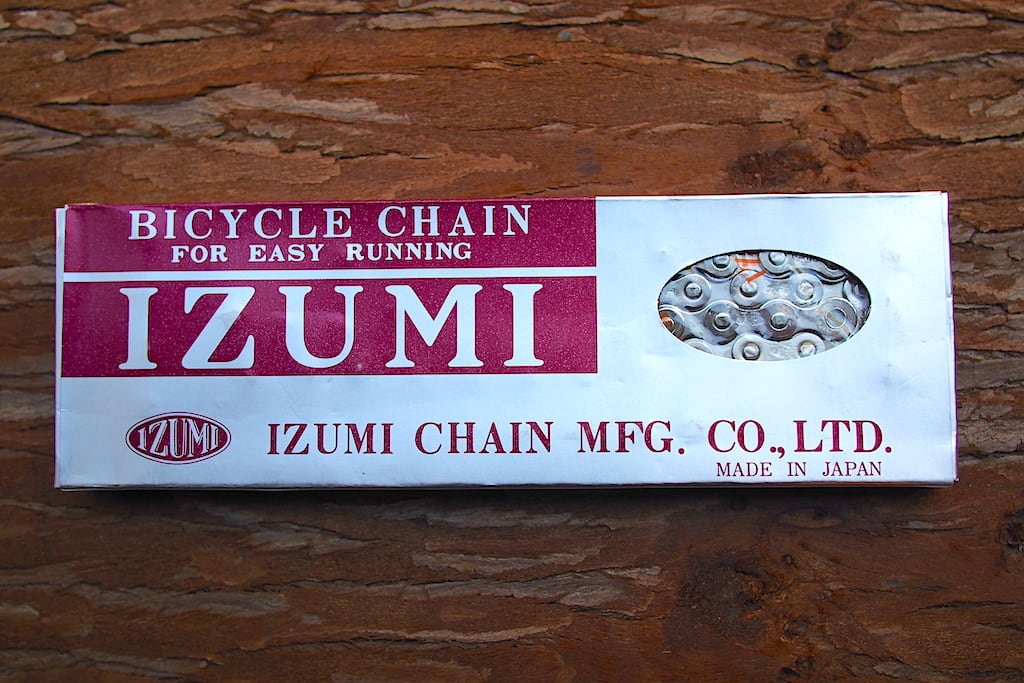 BICYCLE CHAIN
FOR EASY RUNNING
IZUMI
IZUMI
IZUMI CHAIN MFG. CO., LTD.
MADE IN JAPAN